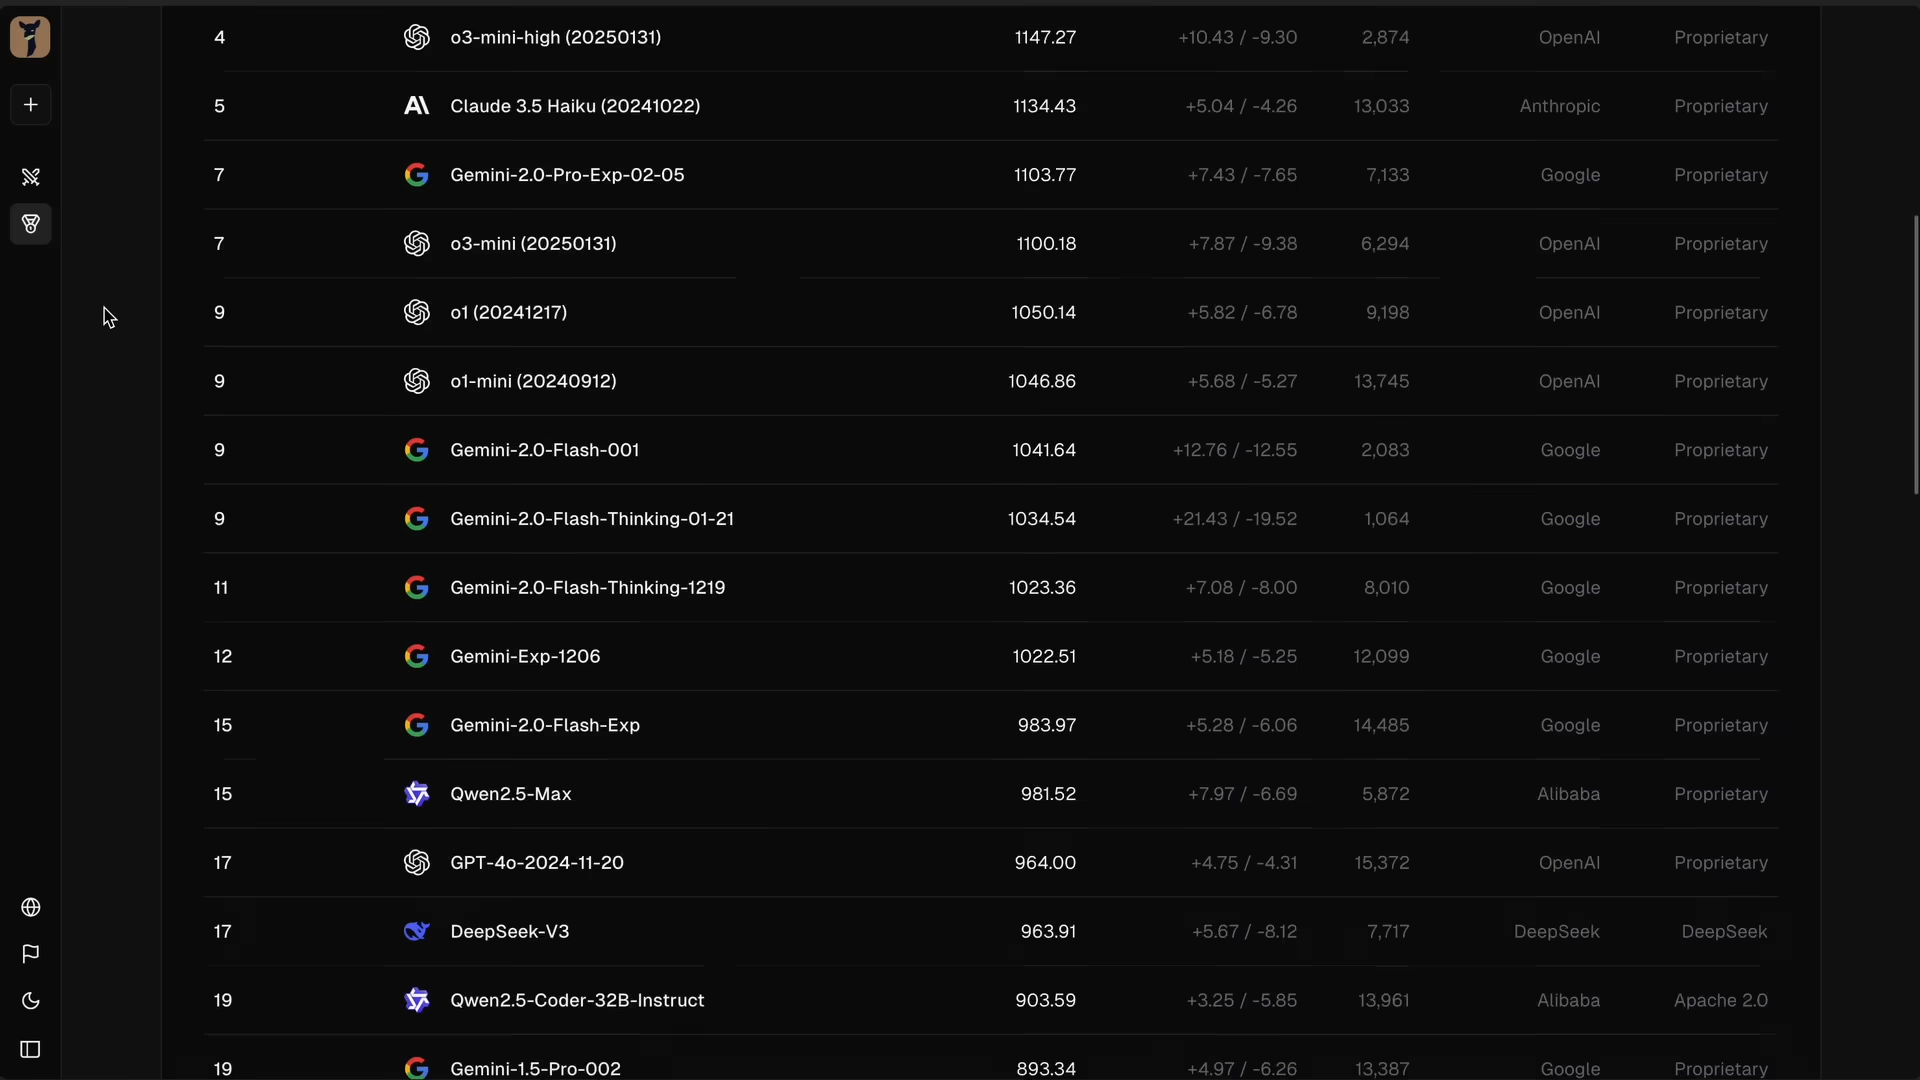 4 o3-mini-high (20250131) 1147.27 +10.43 / -9.30 2,874 OpenAI Proprietary
5 Claude 3.5 Haiku (20241022) 1134.43 +5.04 / -4.26 13,033 Anthropic Proprietary
7 Gemini-2.0-Pro-Exp-02-05 1103.77 +7.43 / -7.65 7,133 Google Proprietary
7 o3-mini (20250131) 1100.18 +7.87 / -9.38 6,294 OpenAI Proprietary
9 o1 (20241217) 1050.14 +5.82 / -6.78 9,198 OpenAI Proprietary
9 o1-mini (20240912) 1046.86 +5.68 / -5.27 13,745 OpenAI Proprietary
9 Gemini-2.0-Flash-001 1041.64 +12.76 / -12.55 2,083 Google Proprietary
9 Gemini-2.0-Flash-Thinking-01-21 1034.54 +21.43 / -19.52 1,064 Google Proprietary
11 Gemini-2.0-Flash-Thinking-1219 1023.36 +7.08 / -8.00 8,010 Google Proprietary
12 Gemini-Exp-1206 1022.51 +5.18 / -5.25 12,099 Google Proprietary
15 Gemini-2.0-Flash-Exp 983.97 +5.28 / -6.06 14,485 Google Proprietary
15 Qwen2.5-Max 981.52 +7.97 / -6.69 5,872 Alibaba Proprietary
17 GPT-4o-2024-11-20 964.00 +4.75 / -4.31 15,372 OpenAI Proprietary
17 DeepSeek-V3 963.91 +5.67 / -8.12 7,717 DeepSeek DeepSeek
19 Qwen2.5-Coder-32B-Instruct 903.59 +3.25 / -5.85 13,961 Alibaba Apache 2.0
19 Gemini-1.5-Pro-002 893.34 +4.97 / -6.26 13,387 Google Proprietary